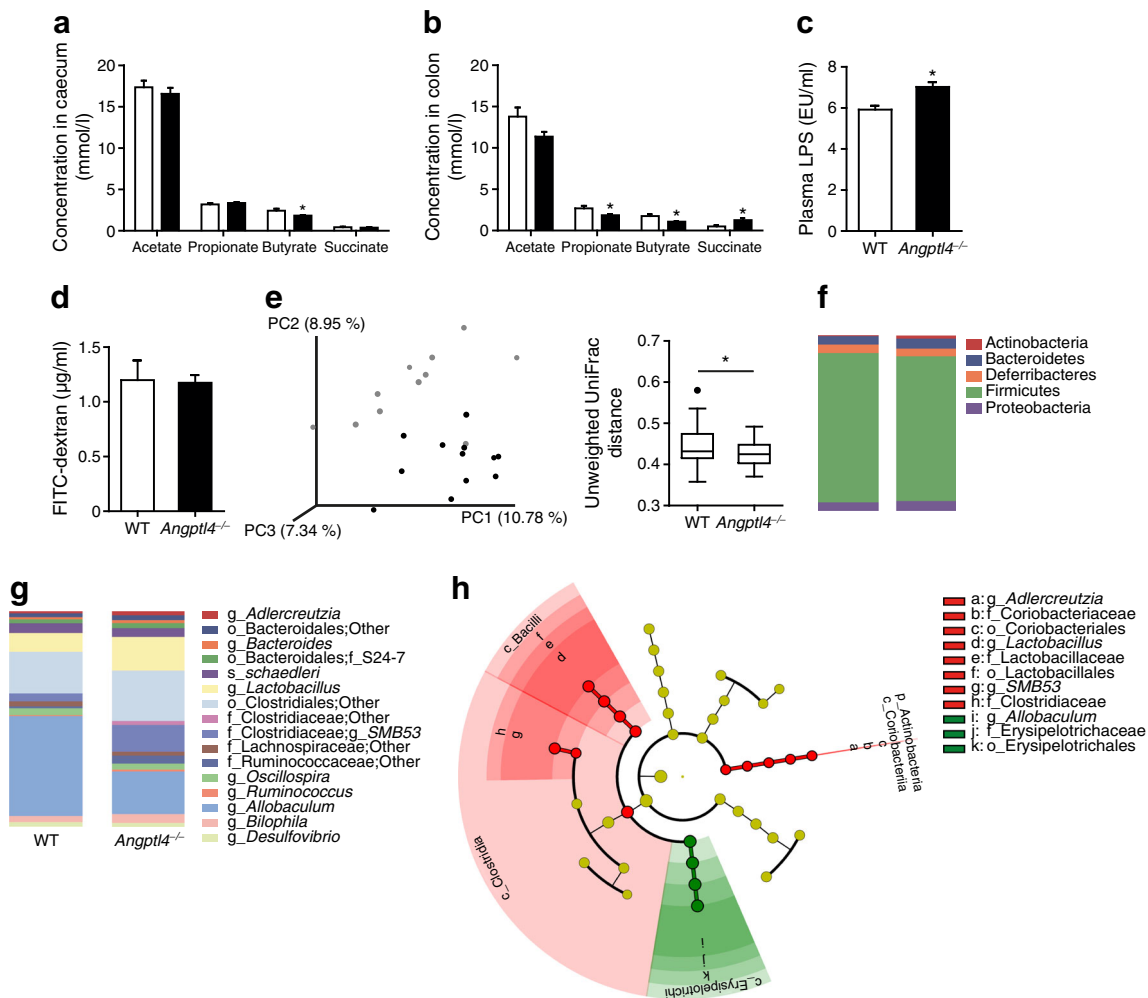 a
Concentration in caecum
(mmol/l)
20
15
10
5
0
Acetate Propionate Butyrate Succinate
*
b
Concentration in colon
(mmol/l)
20
15
10
5
0
Acetate Propionate Butyrate Succinate
* * *
c
Plasma LPS (EU/ml)
8
6
4
2
0
WT Angptl4–/–
*
d
FITC-dextran (µg/ml)
1.5
1.0
0.5
0
WT Angptl4–/–
e
PC2 (8.95 %)
PC1 (10.78 %)
PC3 (7.34 %)
Unweighted UniFrac
distance
0.7
0.6
0.5
0.4
0.3
*
WT Angptl4–/–
f
Actinobacteria
Bacteroidetes
Deferribacteres
Firmicutes
Proteobacteria
g
WT Angptl4–/–
g_Adlercreutzia
o_Bacteroidales;Other
g_Bacteroides
o_Bacteroidales;f_S24-7
s_schaedleri
g_Lactobacillus
o_Clostridiales;Other
f_Clostridiaceae;Other
f_Clostridiaceae;g_SMB53
f_Lachnospiraceae;Other
f_Ruminococcaceae;Other
g_Oscillospira
g_Ruminococcus
g_Allobaculum
g_Bilophila
g_Desulfovibrio
h
c_Bacilli
f
e
d
h
g
c_Clostridia
i
j
k
c_Erysipelotrichi
a
b
c
c_Coriobacteriia
p_Actinobacteria
a: g_Adlercreutzia
b: f_Coriobacteriaceae
c: o_Coriobacteriales
d: g_Lactobacillus
e: f_Lactobacillaceae
f: o_Lactobacillales
g: g_SMB53
h: f_Clostridiaceae
i: g_Allobaculum
j: f_Erysipelotrichaceae
k: o_Erysipelotrichales